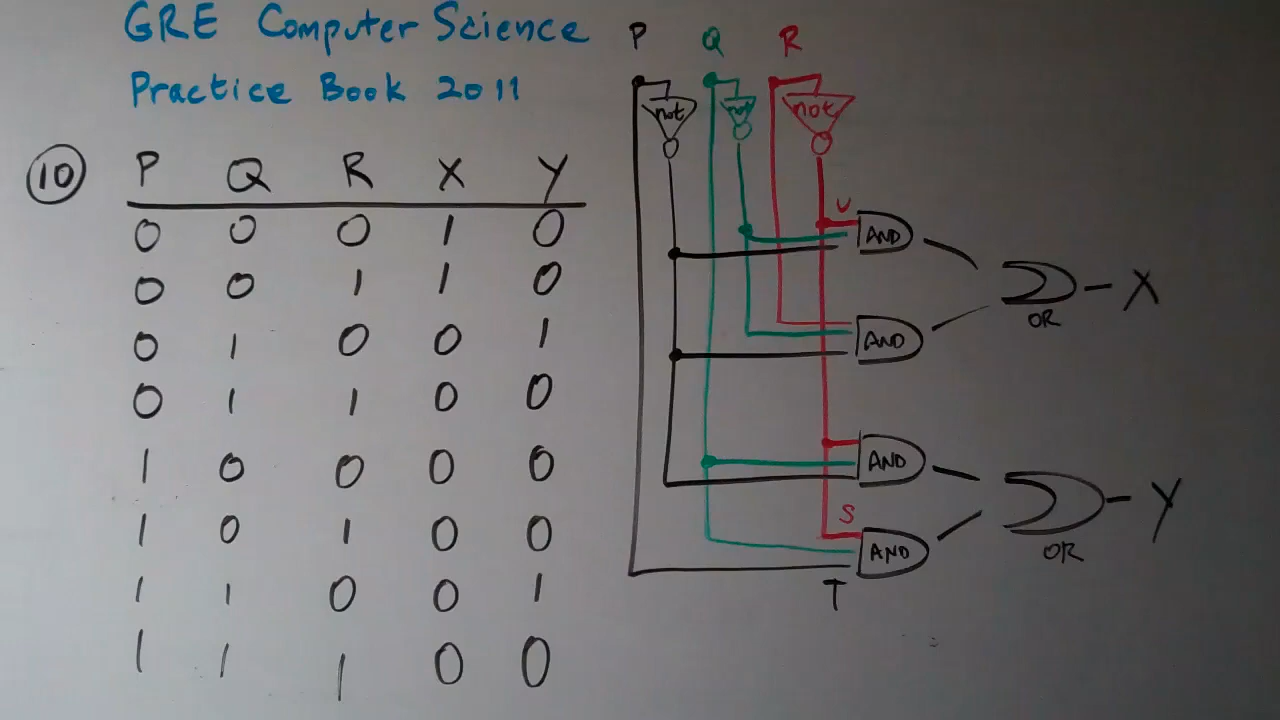 GRE Computer Science
Practice Book 2011
10 P Q R X Y
0 0 0 1 0
0 0 1 1 0
0 1 0 0 1
0 1 1 0 0
1 0 0 0 0
1 0 1 0 0
1 1 0 0 1
1 1 1 0 0
P Q R
not not not
U
AND
AND
OR
X
AND
S
AND
T
OR
Y